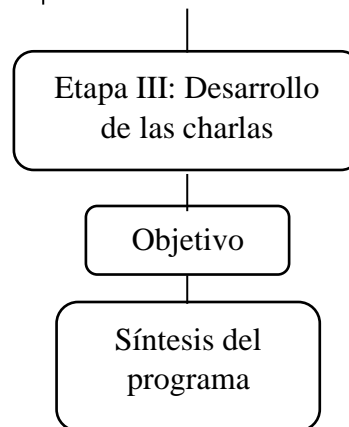 Etapa III: Desarrollo
de las charlas
Objetivo
Síntesis del
programa